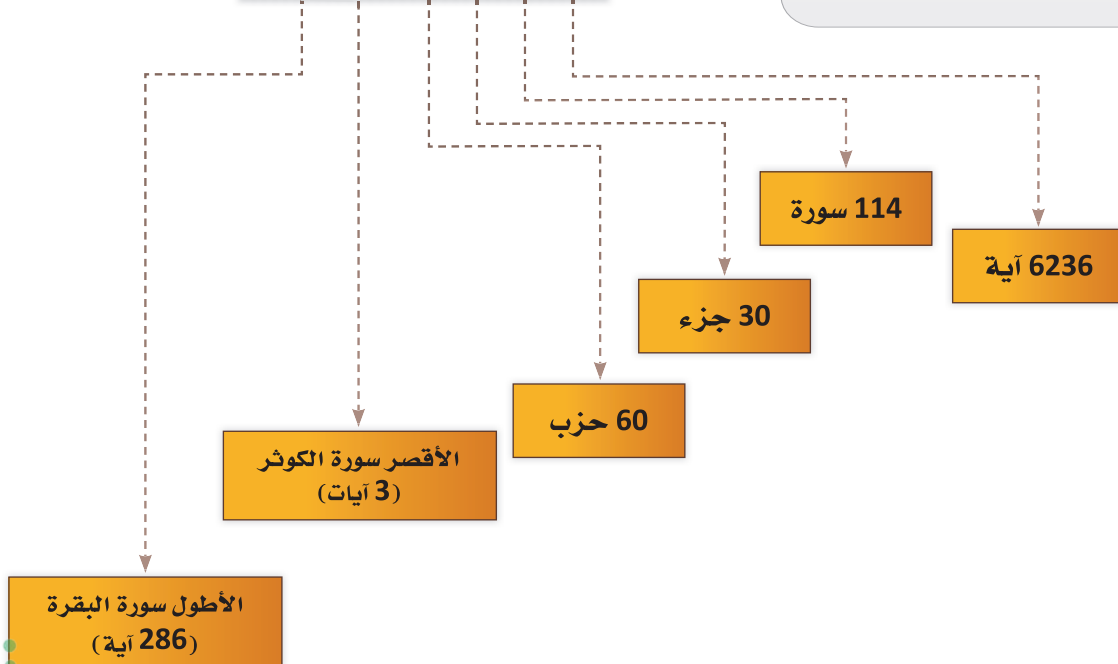 114 سورة
6236 آية
30 جزء
60 حزب
الأقصر سورة الكوثر
(3 آيات)
الأطول سورة البقرة
(286 آية)